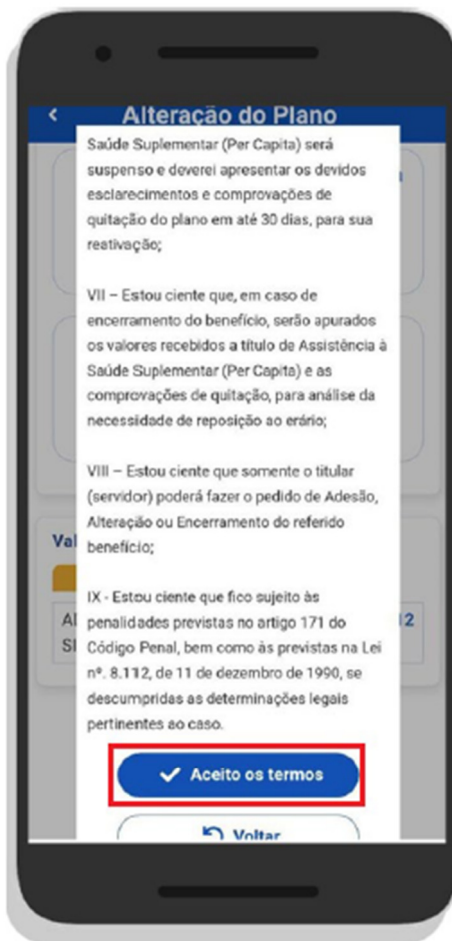 Alteração do Plano
Saúde Suplementar (Per Capita) será
suspenso e deverei apresentar os devidos
esclarecimentos e comprovações de
quitação do plano em até 30 dias, para sua
reativação;
VII – Estou ciente que, em caso de
encerramento do benefício, serão apurados
os valores recebidos a título de Assistência à
Saúde Suplementar (Per Capita) e as
comprovações de quitação, para análise da
necessidade de reposição ao erário;
VIII – Estou ciente que somente o titular
(servidor) poderá fazer o pedido de Adesão,
Alteração ou Encerramento do referido
benefício;
IX - Estou ciente que fico sujeito às
penalidades previstas no artigo 171 do
Código Penal, bem como às previstas na Lei
nº. 8.112, de 11 de dezembro de 1990, se
descumpridas as determinações legais
pertinentes ao caso.
Aceito os termos
Voltar